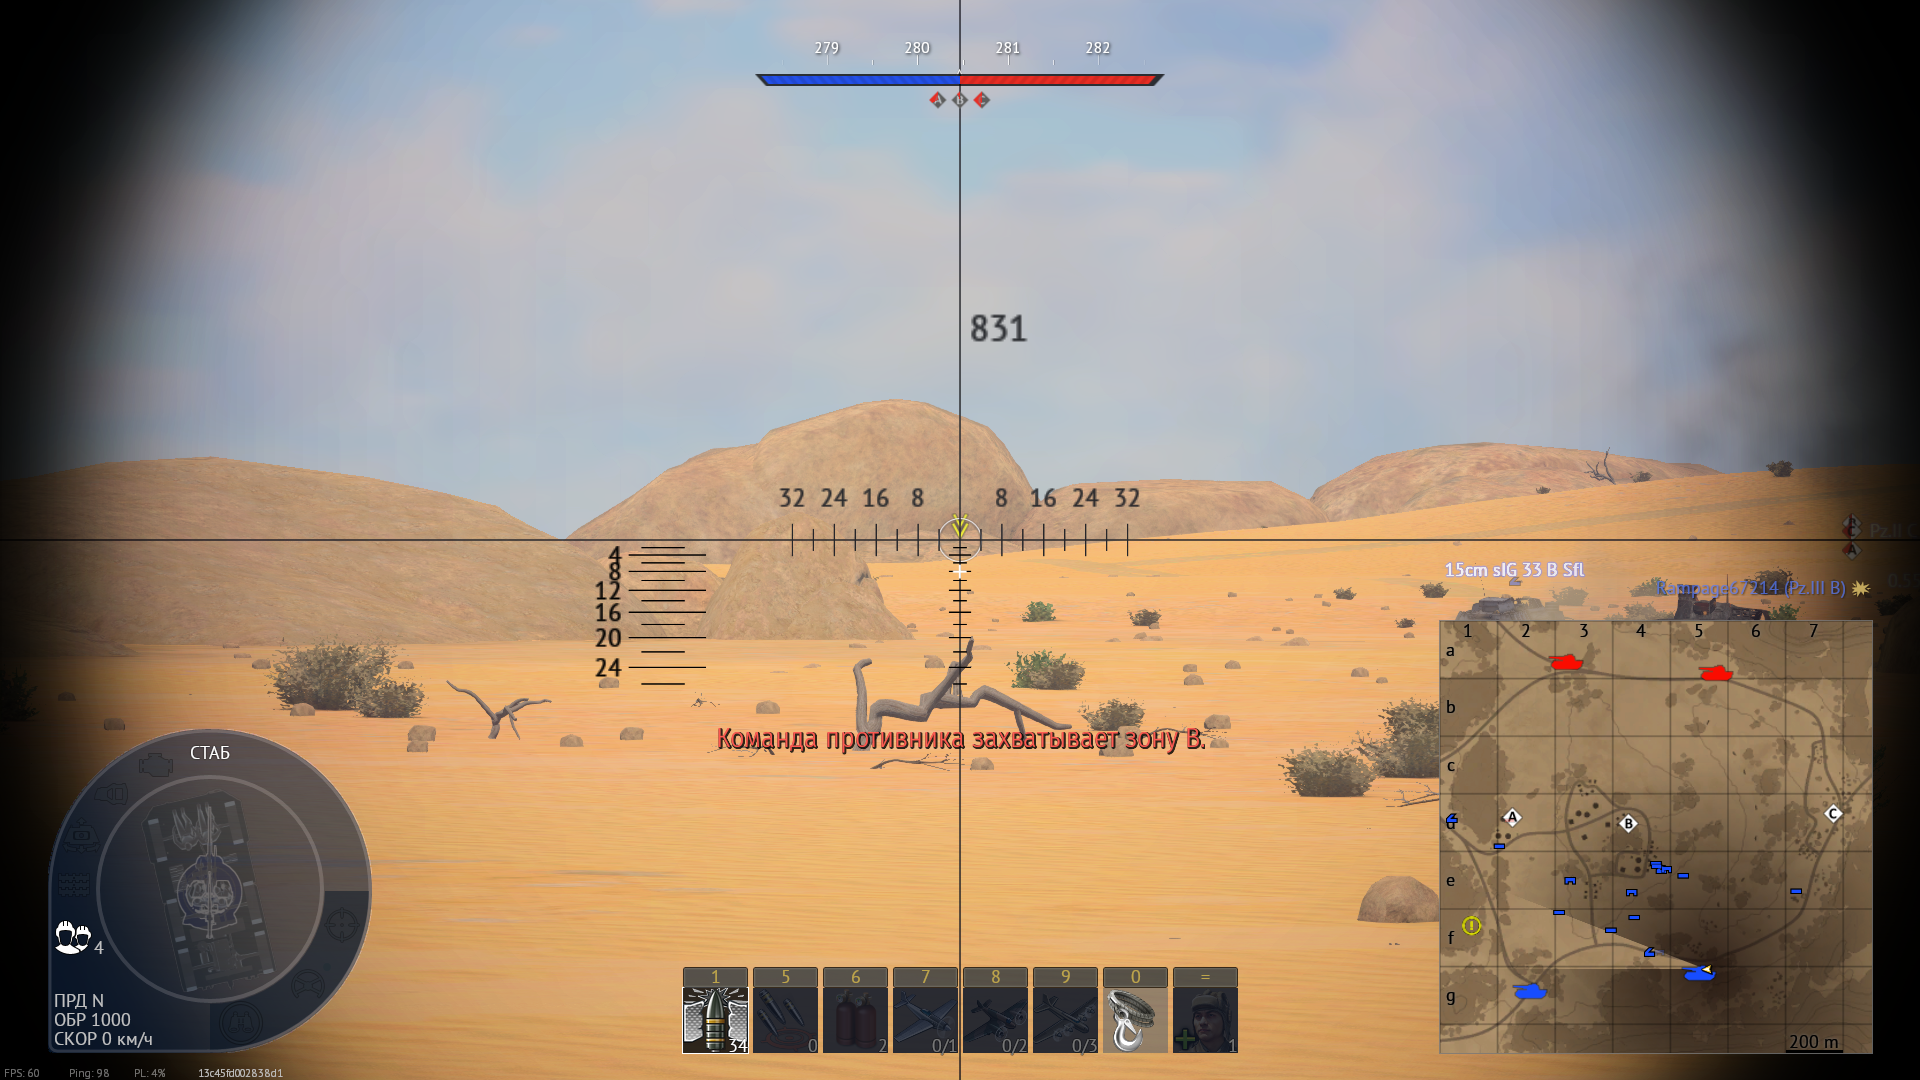 279 280 281 282
A B C
831
32 24 16 8 8 16 24 32
4
8
12
16
20
24
Pz.II C
A
15cm sIG 33 B Sfl
Rampage67214 (Pz.III B)
Команда противника захватывает зону B.
1 2 3 4 5 6 7
a
b
c
d
e
f
g
A B C
!
200 m
СТАБ
4
ПРД N
ОБР 1000
СКОР 0 км/ч
1 5 6 7 8 9 0 =
34 0 2 0/1 0/2 0/3 1
FPS: 60 Ping: 98 PL: 4% 13c45fd002838d1